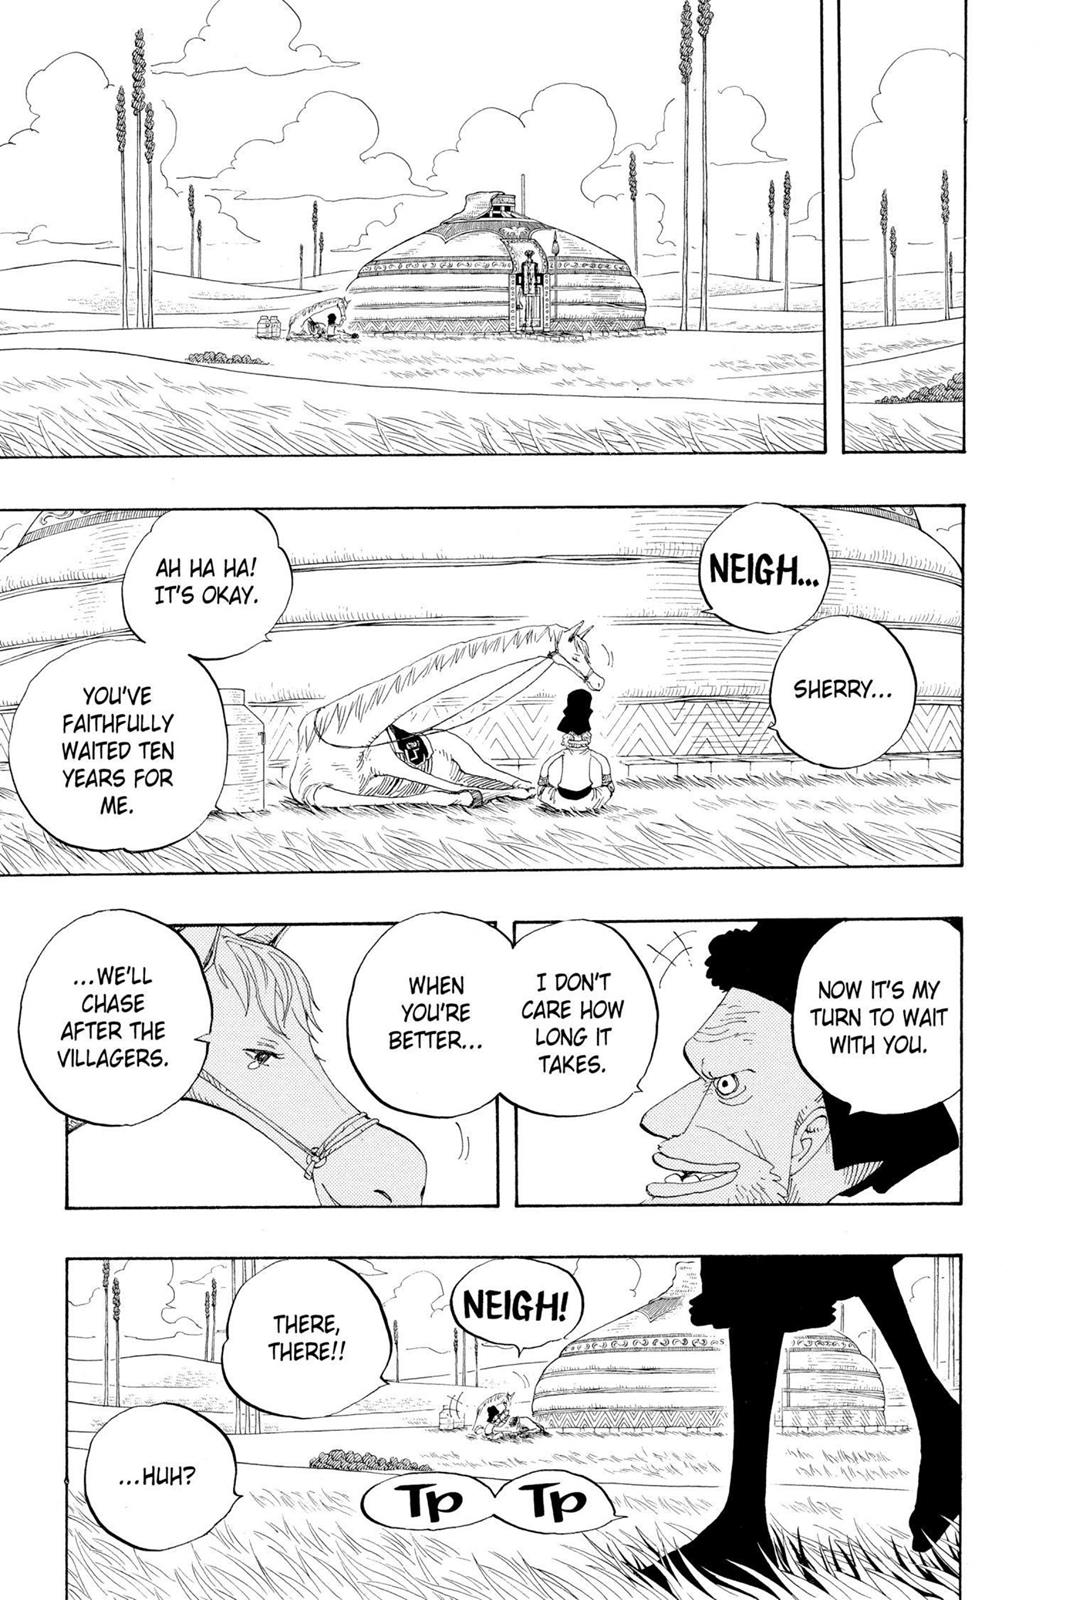 NEIGH...
SHERRY...
AH HA HA!
IT'S OKAY.
YOU'VE
FAITHFULLY
WAITED TEN
YEARS FOR
ME.
NOW IT'S MY
TURN TO WAIT
WITH YOU.
I DON'T
CARE HOW
LONG IT
TAKES.
WHEN
YOU'RE
BETTER...
...WE'LL
CHASE
AFTER THE
VILLAGERS.
NEIGH!
THERE,
THERE!!
TP TP
...HUH?